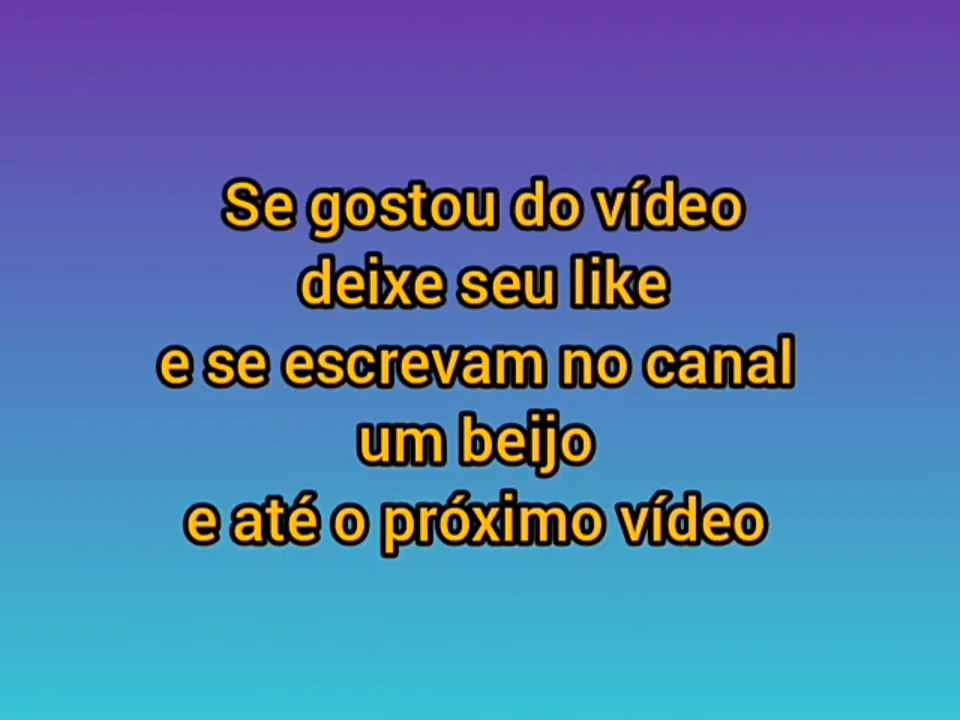 Se gostou do vídeo
deixe seu like
e se escrevam no canal
um beijo
e até o próximo vídeo